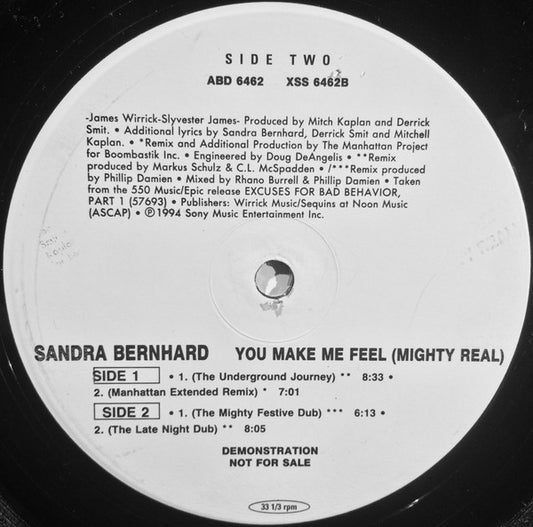 SIDE TWO
ABD 6462 XSS 6462B
-James Wirrick-Slyvester James- Produced by Mitch Kaplan and Derrick
Smit. • Additional lyrics by Sandra Bernhard, Derrick Smit and Mitchell
Kaplan. • *Remix and Additional Production by The Manhattan Project
for Boombastik Inc. • Engineered by Doug DeAngelis • **Remix
produced by Markus Schulz & C.L. McSpadden • /***Remix produced
by Phillip Damien • Mixed by Rhano Burrell & Phillip Damien • Taken
from the 550 Music/Epic release EXCUSES FOR BAD BEHAVIOR,
PART 1 (57693) • Publishers: Wirrick Music/Sequins at Noon Music
(ASCAP) • ℗1994 Sony Music Entertainment Inc.
SANDRA BERNHARD YOU MAKE ME FEEL (MIGHTY REAL)
SIDE 1 • 1. (The Underground Journey) ** 8:33 •
2. (Manhattan Extended Remix) * 7:01
SIDE 2 • 1. (The Mighty Festive Dub) *** 6:13 •
2. (The Late Night Dub) ** 8:05
DEMONSTRATION
NOT FOR SALE
33 1/3 rpm